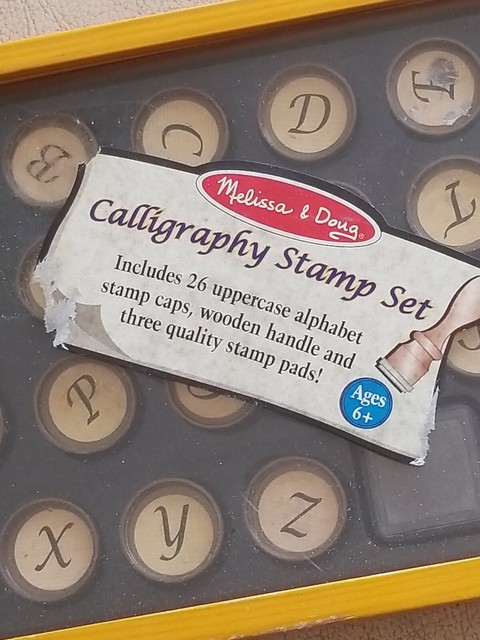 B
C
D
Melissa & Doug®
Calligraphy Stamp Set
Includes 26 uppercase alphabet
stamp caps, wooden handle and
three quality stamp pads!
Ages
6+
P
X
Y
Z